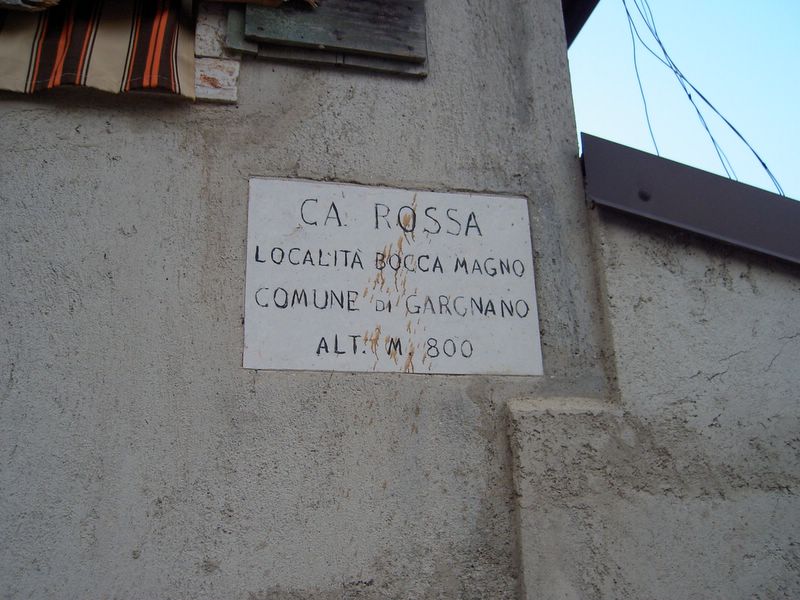 CA ROSSA
LOCALITÀ BOCCA MAGNO
COMUNE DI GARGNANO
ALT. M. 800